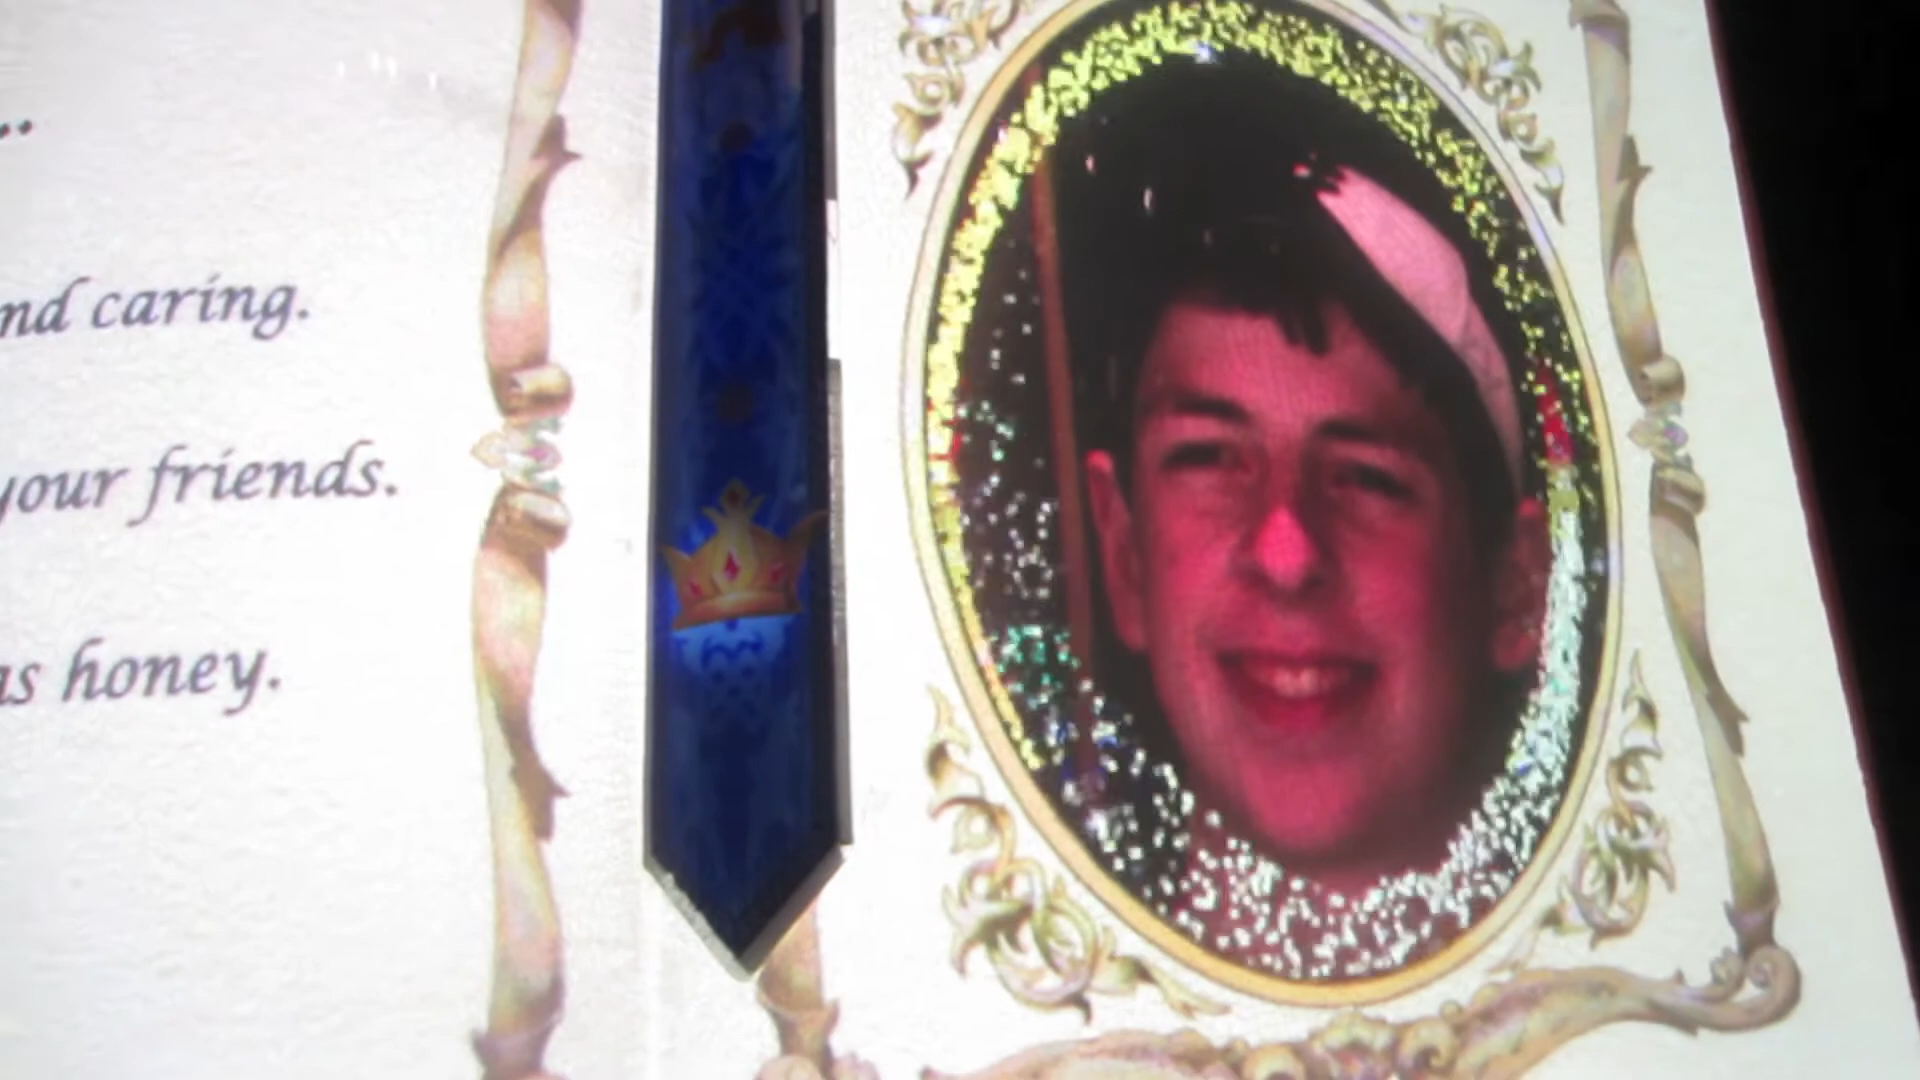 ..
nd caring.
your friends.
as honey.